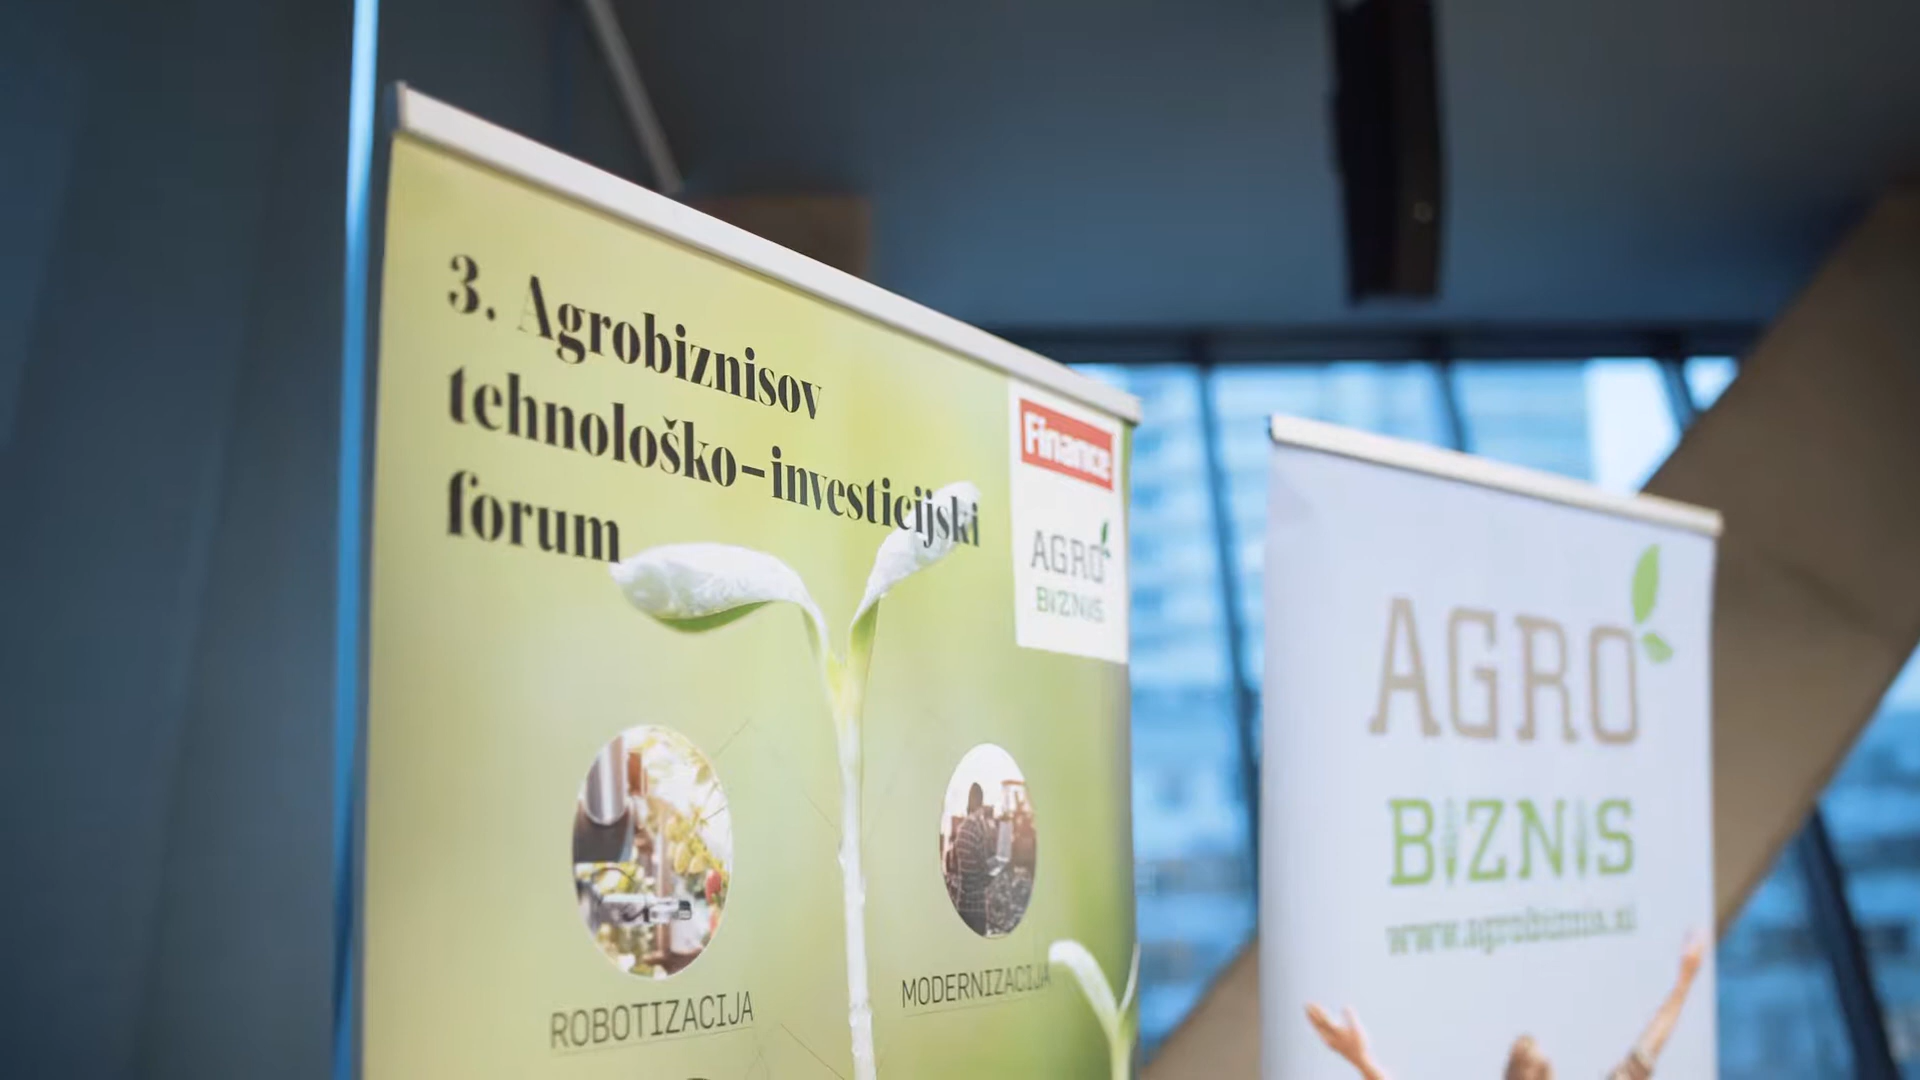 3. Agrobiznisov
tehnološko-investicijski
forum
Finance
AGRO
BIZNIS
ROBOTIZACIJA
MODERNIZACIJA
AGRO
BIZNIS
www.agrobiznis.si